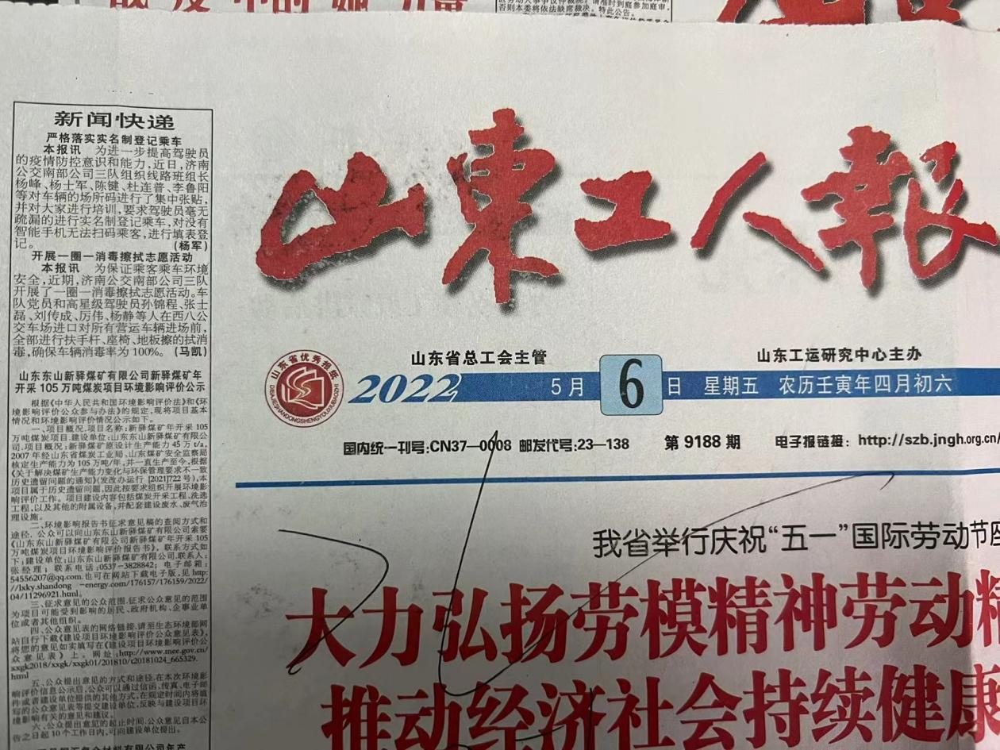 否则本委将依法缺席裁决。特此公告。
新闻快递
严格落实实名制登记乘车
本报讯 为进一步提高驾驶员
的疫情防控意识和能力,近日,济南
公交南部公司三队组织线路班组长
杨峰、杨士军、陈键、杜连普、李鲁阳
等对车辆的场所码进行了集中张贴,
并对大家进行培训,要求驾驶员毫无
疏漏的进行实名制登记乘车,对没有
智能手机无法扫码乘客,进行填表登
记。 (杨军)
开展一圈一消毒擦拭志愿活动
本报讯 为保证乘客乘车环境
安全,近期,济南公交南部公司三队
开展了一圈一消毒擦拭志愿活动。车
队党员和高星级驾驶员孙锦程、张士
磊、刘传成、厉伟、杨静等人在西八公
交车场进口对所有营运车辆进场前,
全部进行扶手杆、座椅、地板擦的拭消
毒,确保车辆消毒率为100%。 (马凯)
山东东山新驿煤矿有限公司新驿煤矿年
开采105万吨煤炭项目环境影响评价公示
根据《中华人民共和国环境影响评价法》和《环
境影响评价公众参与办法》的规定,现将项目基本
情况和环境影响评价情况公示如下。
一、项目概况.项目名称:新驿煤矿年开采105
万吨煤炭项目.建设单位:山东东山新驿煤矿有限公
司.项目概况:新驿煤矿原设计生产能力45万t/a,
2007年经山东省煤炭工业局、山东煤矿安全监察局
核定生产能力为105万吨/年,并一直生产至今,根据
《关于解决煤矿生产能力变化与环保管理要求不一致
历史遗留问题的通知》(发改办运行[2021]722号),本
项目属于历史遗留问题,因此按要求组织开展环境影
响评价工作。项目建设内容包括煤炭开采工程、洗选
工程,以及其他的附属设备,并配套建设废水、废气治
理设施。
二、环境影响报告书征求意见稿的查阅方式和
途径. 公众可以向山东东山新驿煤矿有限公司索要
《山东东山新驿煤矿有限公司新驿煤矿年开采105
万吨煤炭项目环境影响评价报告书》。联系方式如
下;建设单位:山东东山新驿煤矿有限公司.联系人:
张经理; 联系电话:0537-3828842; 电子邮箱:
54556207@qq.com.也可在网站下载电子版,见http:
//lxky.shandong-energy.com/176157/176159/2022/
04/11296921.html。
三、征求意见的公众范围.征求公众意见的范围
为项目可能受到影响的居民、政府机构、企事业单
位或者其他组织。
四、公众意见表的网络链接.请至生态环境部网
站自行下载《建设项目环境影响评价公众意见表》,
将您的意见如实填写在《建设项目环境影响评价公
众意见表》上。网址:http://www.mee.gov.cn/
xxgk2018/xxgk/xxgk01/201810/t20181024_665329.
html
五、公众提出意见的方式和途径.在本次环境影
响评价信息公示后,公众可以通过信函、传真、电子邮
件或者建设单位提供的其他方式,在规定时间内将填
写的公众意见表等提交建设单位,反映与建设项目环
境影响有关的意见和建议。
六、公众提出意见的起止时间.公众意见自本公
告之日起10个工作日内,可向建设单位提出。
山東工人報
山东省总工会主管 山东工运研究中心主办
山东省优秀报纸
2022 5月 6 日 星期五 农历壬寅年四月初六
国内统一刊号:CN37—0008 邮发代号:23—138 第9188期 电子报链接: http://szb.jngh.org.cn/
我省举行庆祝“五一”国际劳动节座
大力弘扬劳模精神劳动精
推动经济社会持续健康